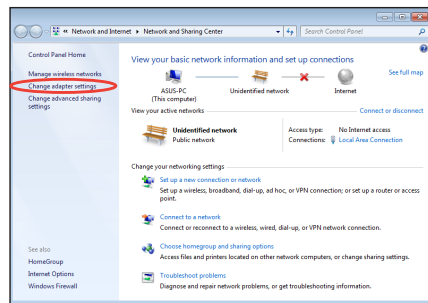 « Network and Internet ▸ Network and Sharing Center
Search Control Panel
Control Panel Home
Manage wireless networks
Change adapter settings
Change advanced sharing
settings
See also
HomeGroup
Internet Options
Windows Firewall
View your basic network information and set up connections
See full map
ASUS-PC
(This computer)
Unidentified network
Internet
View your active networks
Connect or disconnect
Unidentified network
Public network
Access type: No Internet access
Connections: Local Area Connection
Change your networking settings
Set up a new connection or network
Set up a wireless, broadband, dial-up, ad hoc, or VPN connection; or set up a router or access
point.
Connect to a network
Connect or reconnect to a wireless, wired, dial-up, or VPN network connection.
Choose homegroup and sharing options
Access files and printers located on other network computers, or change sharing settings.
Troubleshoot problems
Diagnose and repair network problems, or get troubleshooting information.